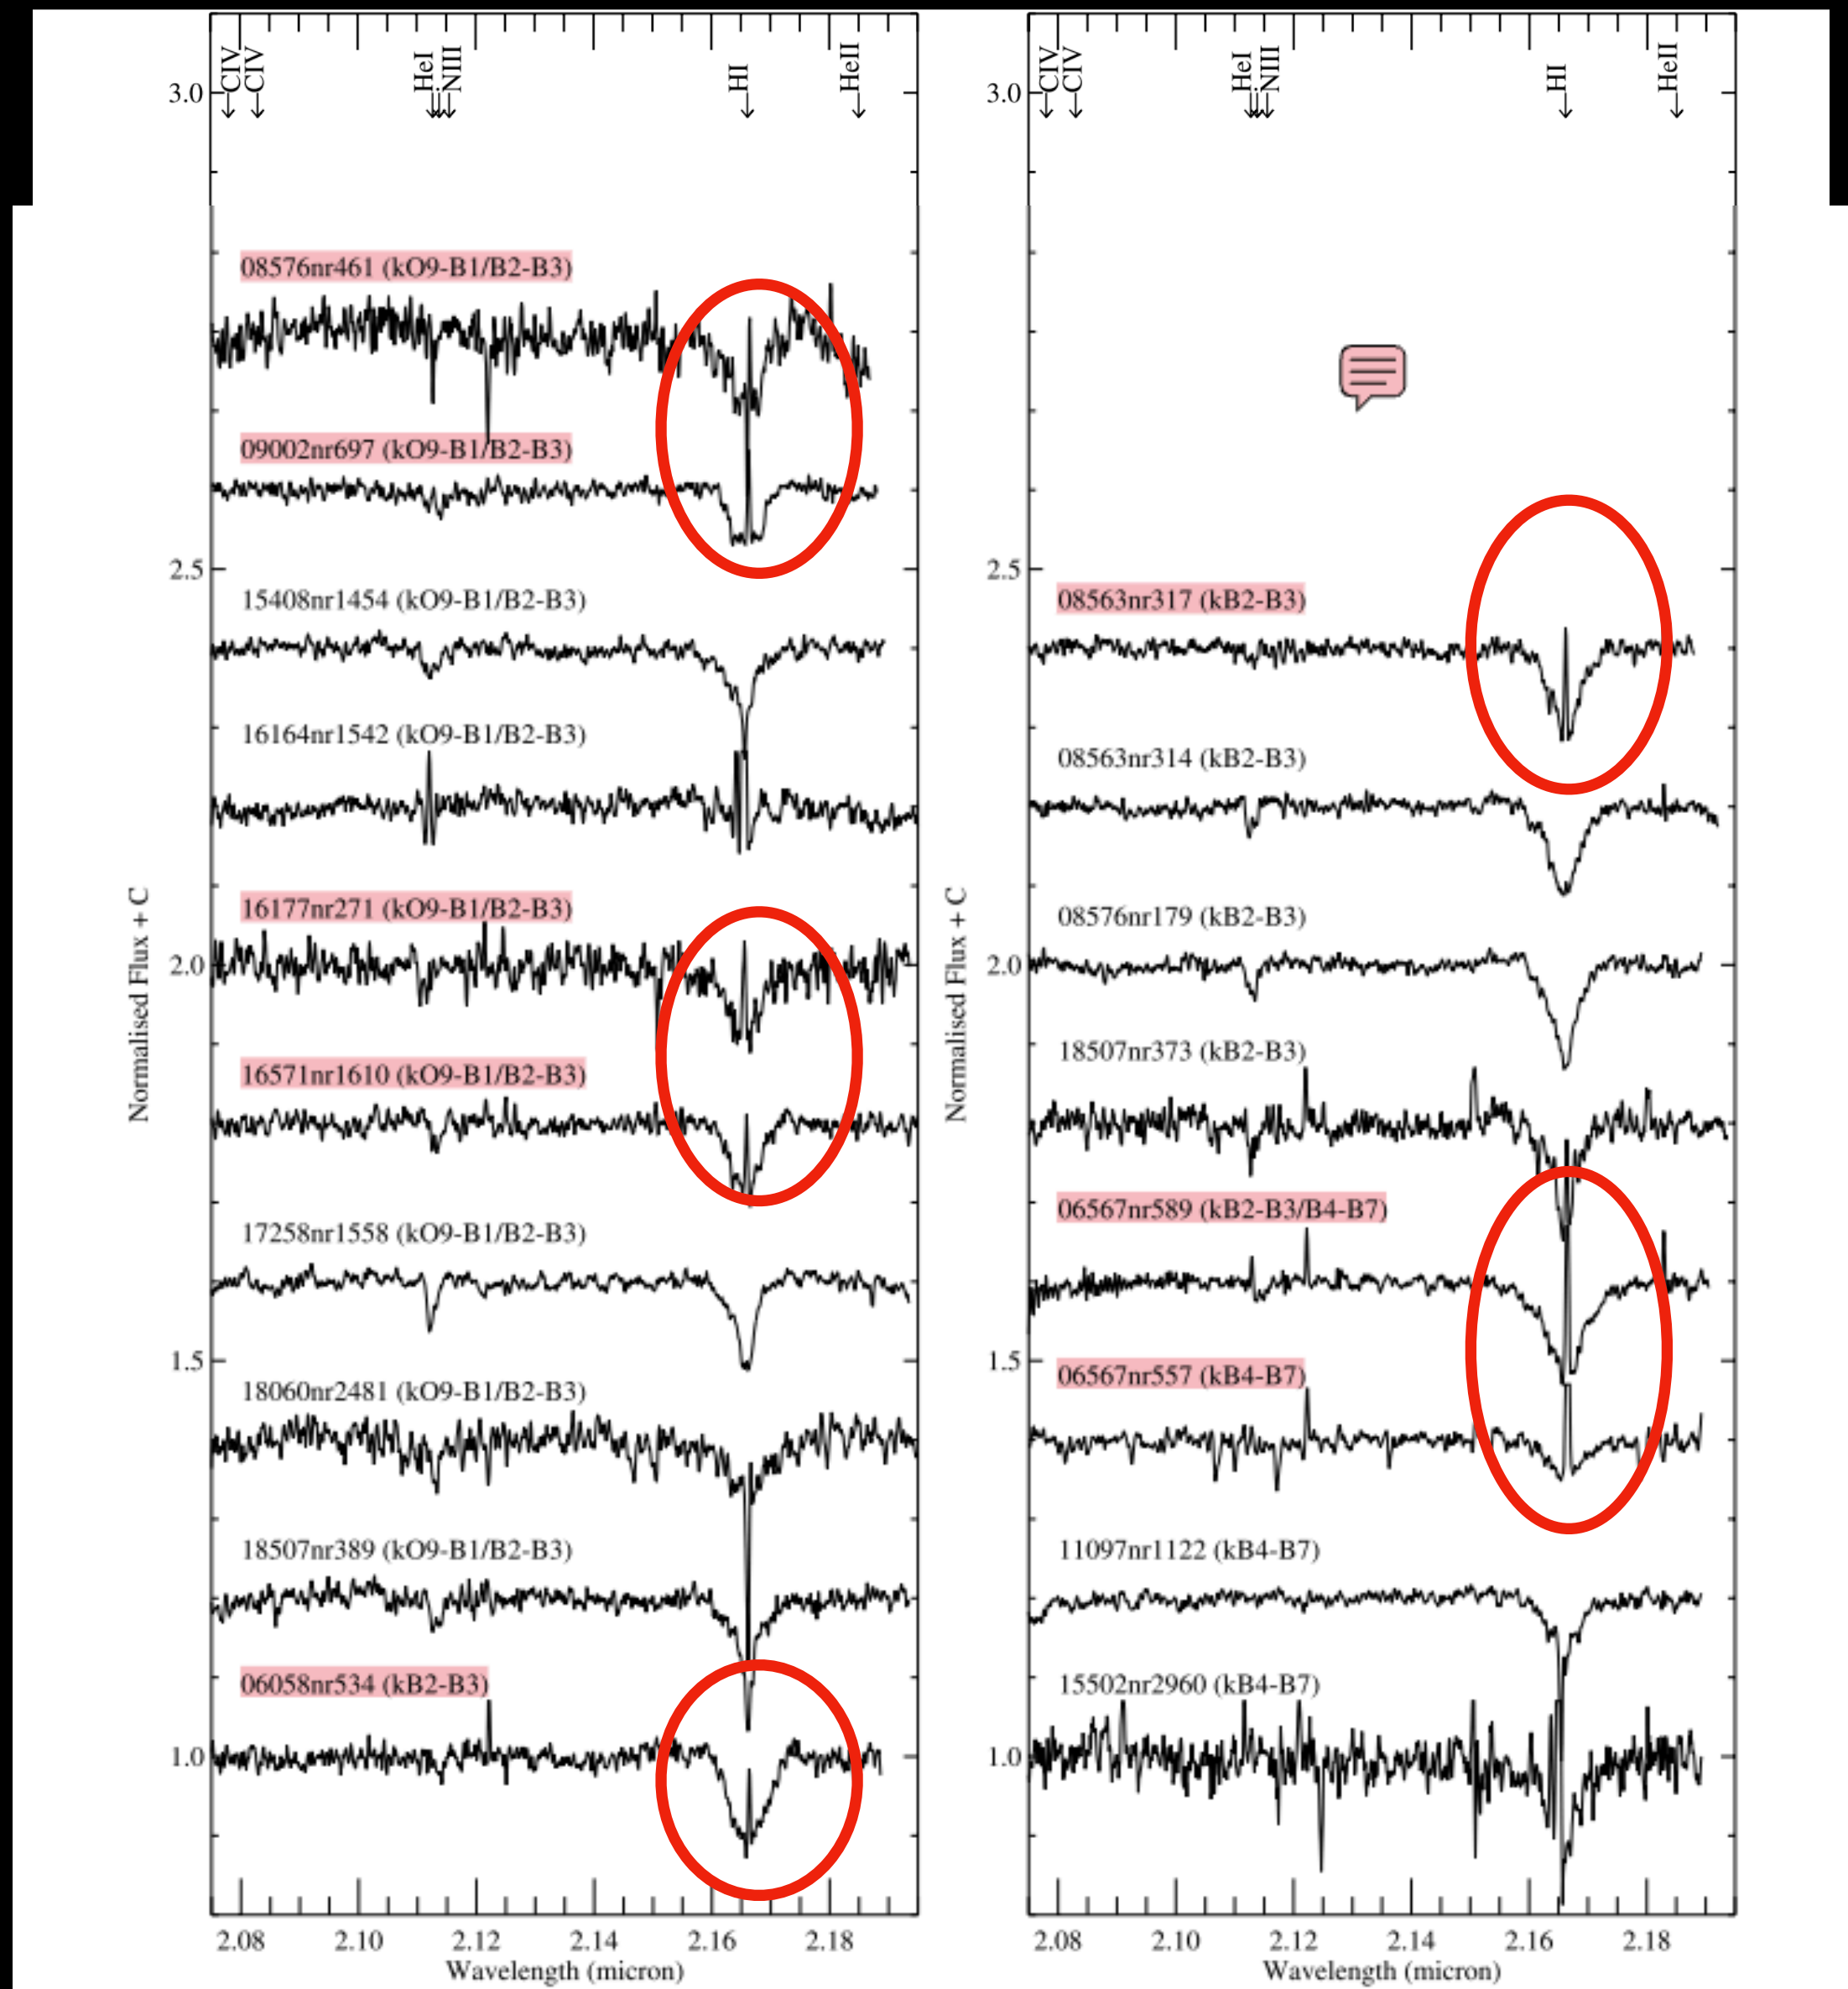 CIV
CIV
HeI
NIII
HI
HeII
3.0
08576nr461 (kO9-B1/B2-B3)
09002nr697 (kO9-B1/B2-B3)
2.5
15408nr1454 (kO9-B1/B2-B3)
16164nr1542 (kO9-B1/B2-B3)
16177nr271 (kO9-B1/B2-B3)
2.0
16571nr1610 (kO9-B1/B2-B3)
17258nr1558 (kO9-B1/B2-B3)
1.5
18060nr2481 (kO9-B1/B2-B3)
18507nr389 (kO9-B1/B2-B3)
06058nr534 (kB2-B3)
1.0
Normalised Flux + C
2.08 2.10 2.12 2.14 2.16 2.18
Wavelength (micron)
CIV
CIV
HeI
NIII
HI
HeII
3.0
2.5
08563nr317 (kB2-B3)
08563nr314 (kB2-B3)
08576nr179 (kB2-B3)
2.0
18507nr373 (kB2-B3)
06567nr589 (kB2-B3/B4-B7)
1.5
06567nr557 (kB4-B7)
11097nr1122 (kB4-B7)
15502nr2960 (kB4-B7)
1.0
Normalised Flux + C
2.08 2.10 2.12 2.14 2.16 2.18
Wavelength (micron)